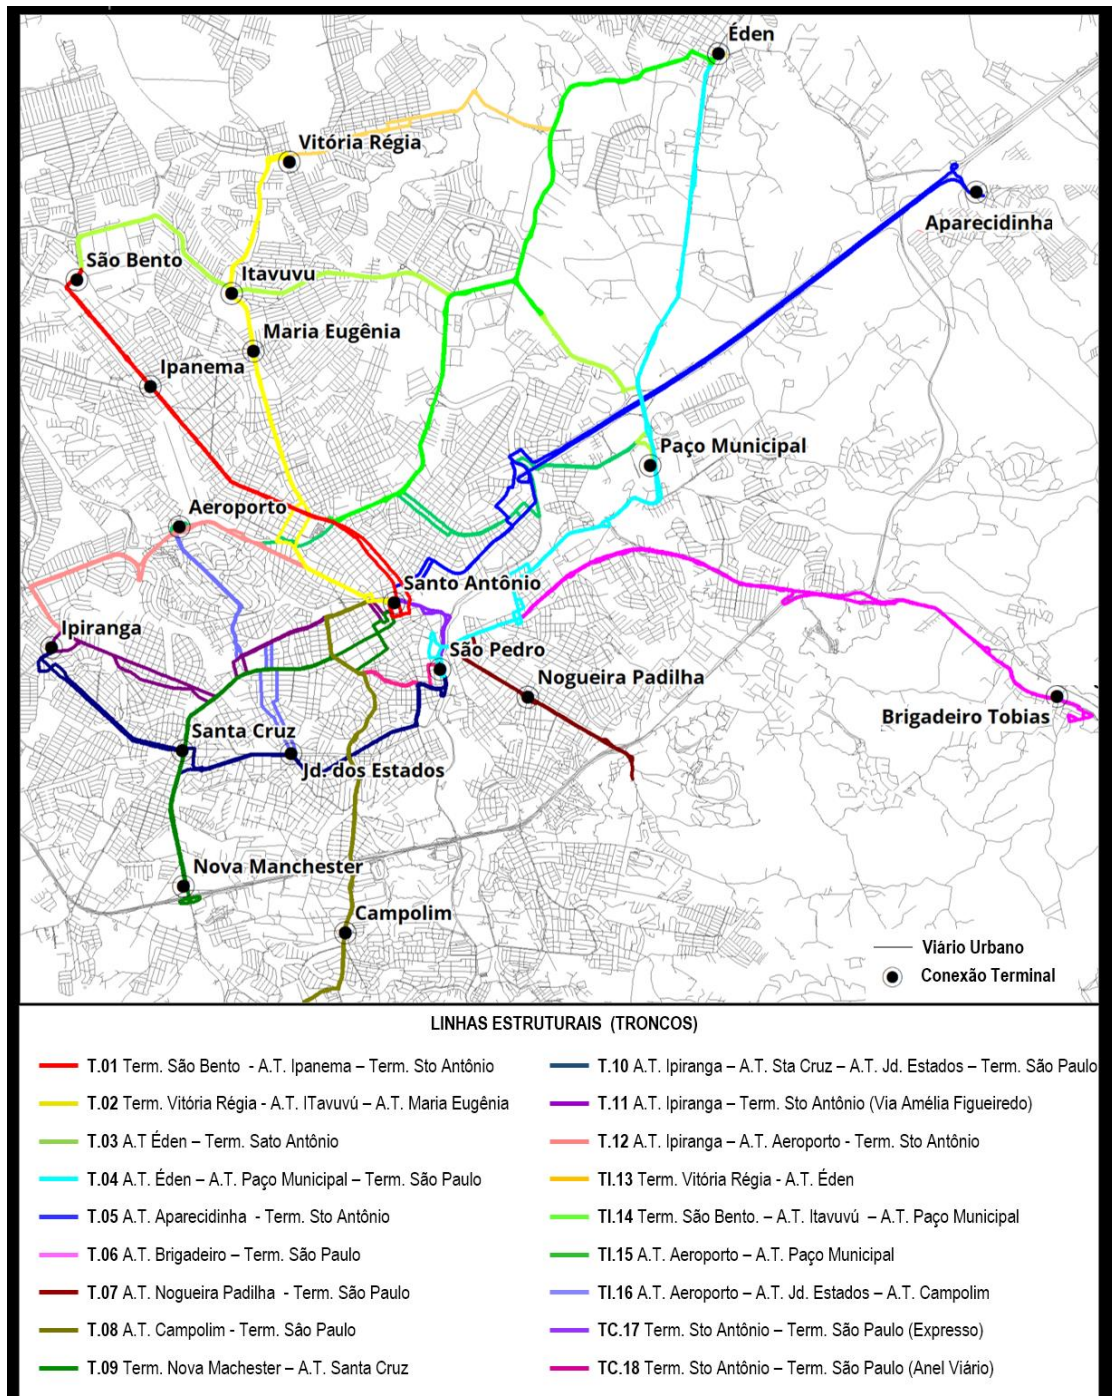 Éden
Vitória Régia
Aparecidinha
São Bento
Itavuvu
Maria Eugênia
Ipanema
Paço Municipal
Aeroporto
Santo Antônio
Ipiranga
São Pedro
Nogueira Padilha
Brigadeiro Tobias
Santa Cruz
Jd. dos Estados
Nova Manchester
Campolim
Viário Urbano
Conexão Terminal
LINHAS ESTRUTURAIS (TRONCOS)
T.01 Term. São Bento - A.T. Ipanema – Term. Sto Antônio
T.02 Term. Vitória Régia - A.T. ITavuvú – A.T. Maria Eugênia
T.03 A.T Éden – Term. Sato Antônio
T.04 A.T. Éden – A.T. Paço Municipal – Term. São Paulo
T.05 A.T. Aparecidinha - Term. Sto Antônio
T.06 A.T. Brigadeiro – Term. São Paulo
T.07 A.T. Nogueira Padilha - Term. São Paulo
T.08 A.T. Campolim - Term. São Paulo
T.09 Term. Nova Machester – A.T. Santa Cruz
T.10 A.T. Ipiranga – A.T. Sta Cruz – A.T. Jd. Estados – Term. São Paulo
T.11 A.T. Ipiranga – Term. Sto Antônio (Via Amélia Figueiredo)
T.12 A.T. Ipiranga – A.T. Aeroporto - Term. Sto Antônio
TI.13 Term. Vitória Régia - A.T. Éden
TI.14 Term. São Bento. – A.T. Itavuvú – A.T. Paço Municipal
TI.15 A.T. Aeroporto – A.T. Paço Municipal
TI.16 A.T. Aeroporto – A.T. Jd. Estados – A.T. Campolim
TC.17 Term. Sto Antônio – Term. São Paulo (Expresso)
TC.18 Term. Sto Antônio – Term. São Paulo (Anel Viário)